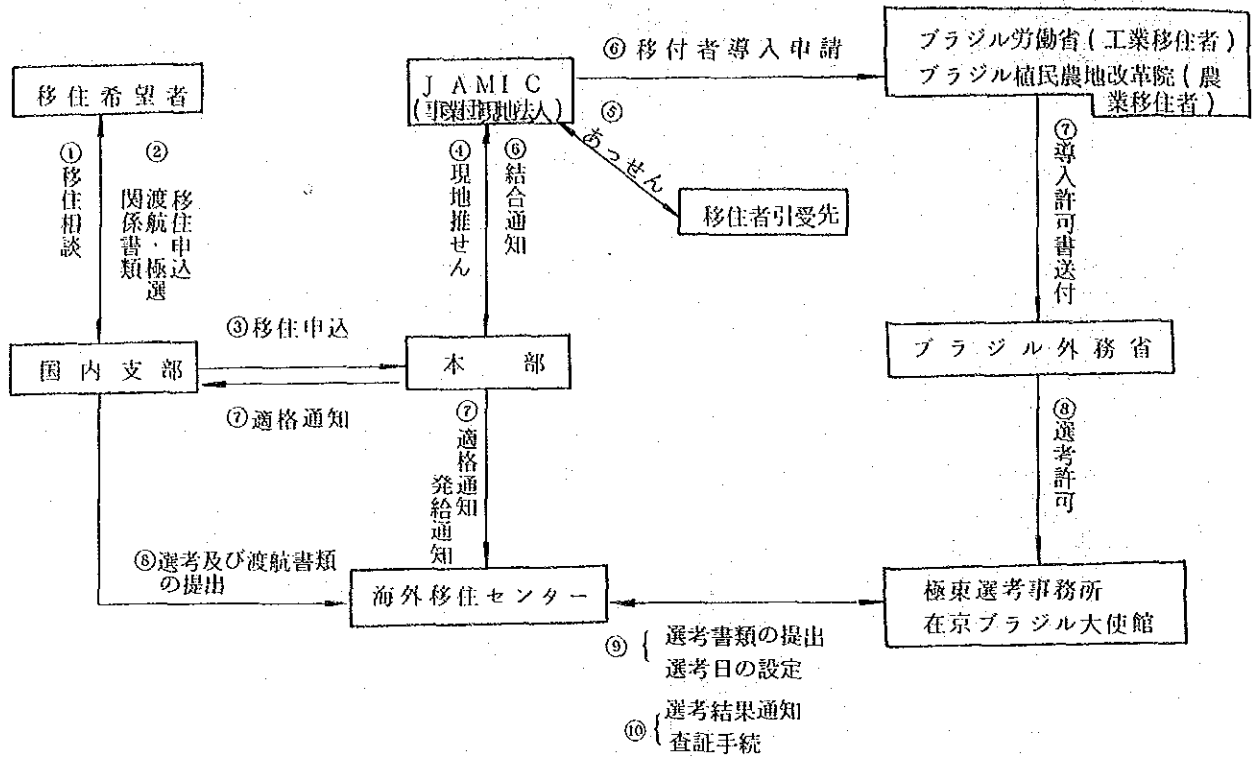 移住希望者
JAMIC
(事業団現地法人)
⑥移付者導入申請
ブラジル労働省(工業移住者)
ブラジル植民農地改革院(農
業移住者)
①移住相談
②移住申込
渡航・極選
関係書類
④現地推せん
⑥結合通知
⑤
あっせん
移住者引受先
⑦導入許可書送付
国内支部
③移住申込
⑦適格通知
本部
ブラジル外務省
⑦適格通知
発給通知
⑧選考許可
⑧選考及び渡航書類
の提出
海外移住センター
極東選考事務所
在京ブラジル大使館
⑨{選考書類の提出
選考日の設定
⑩{選考結果通知
査証手続